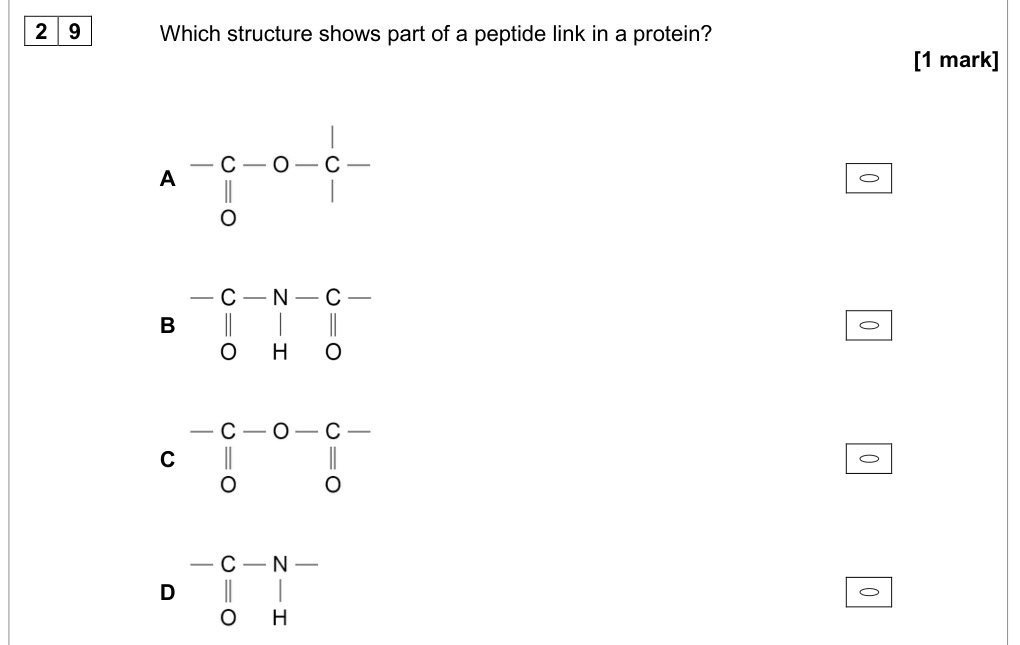 2 9 Which structure shows part of a peptide link in a protein?
[1 mark]
A — C — O — C —
O
B — C — N — C —
O H O
C — C — O — C —
O O
D — C — N —
O H